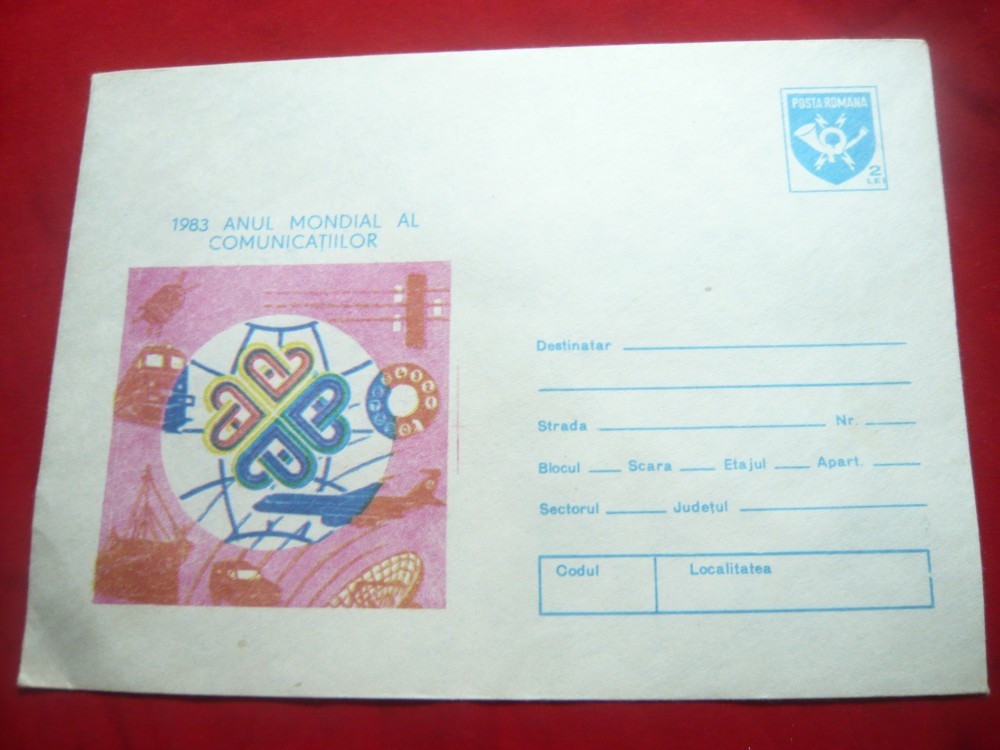 POSTA ROMANA
2
LEI
1983 ANUL MONDIAL AL
COMUNICAȚIILOR
Destinatar
Strada Nr.
Blocul Scara Etajul Apart.
Sectorul Județul
Codul Localitatea